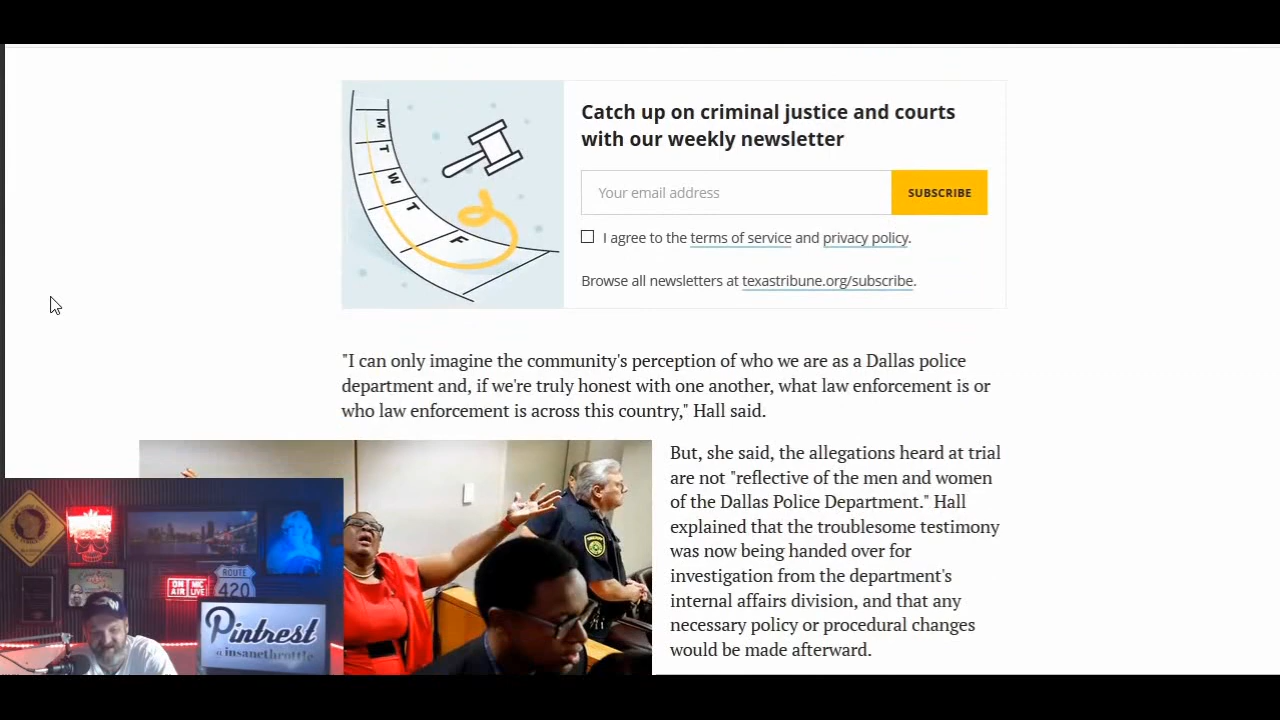 M
T
W
T
F
Catch up on criminal justice and courts
with our weekly newsletter
Your email address
SUBSCRIBE
I agree to the terms of service and privacy policy.
Browse all newsletters at texastribune.org/subscribe.
"I can only imagine the community's perception of who we are as a Dallas police
department and, if we're truly honest with one another, what law enforcement is or
who law enforcement is across this country," Hall said.
But, she said, the allegations heard at trial
are not "reflective of the men and women
of the Dallas Police Department." Hall
explained that the troublesome testimony
was now being handed over for
investigation from the department's
internal affairs division, and that any
necessary policy or procedural changes
would be made afterward.
ROUTE
420
ON MIC
AIR LIVE
Pintrest
at insanethrottle